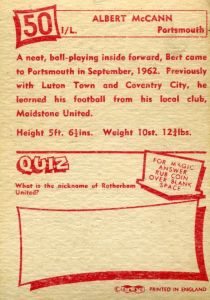 50
I/L.
ALBERT McCANN
Portsmouth
A neat, ball-playing inside forward, Bert came
to Portsmouth in September, 1962. Previously
with Luton Town and Coventry City, he
learned his football from his local club,
Maidstone United.
Height 5ft. 6½ins. Weight 10st. 12¾lbs.
QUIZ
What is the nickname of Rotherham
United?
FOR MAGIC
ANSWER
RUB COIN
OVER BLANK
SPACE
PRINTED IN ENGLAND